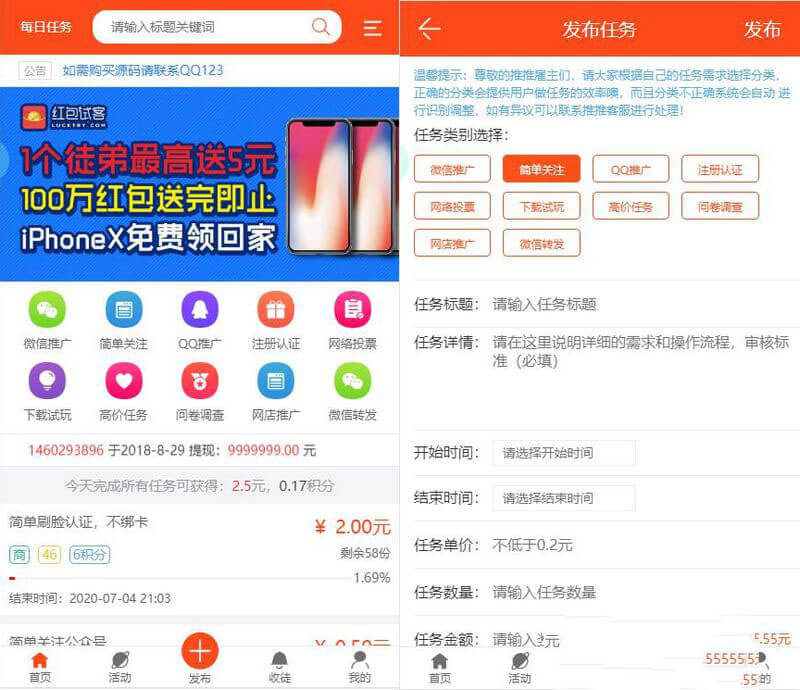 每日任务
请输入标题关键词
公告
如需购买源码请联系QQ123
红包试客
LUCKTRY.COM
1个徒弟最高送5元
100万红包送完即止
iPhoneX免费领回家
微信推广 简单关注 QQ推广 注册认证 网络投票
下载试玩 高价任务 问卷调查 网店推广 微信转发
1460293896 于2018-8-29 提现：9999999.00 元
今天完成所有任务可获得：2.5元，0.17积分
简单刷脸认证，不绑卡
¥ 2.00元
商 46 6积分
剩余58份
1.69%
结束时间：2020-07-04 21:03
简单关注公众号
¥ 0.50元
首页 活动 发布 收徒 我的
发布任务
发布
温馨提示：尊敬的推推雇主们，请大家根据自己的任务需求选择分类，
正确的分类会提供用户做任务的效率噢，而且分类不正确系统会自动 进
行识别调整，如有异议可以联系推推客服进行处理！
任务类别选择：
微信推广 简单关注 QQ推广 注册认证
网络投票 下载试玩 高价任务 问卷调查
网店推广 微信转发
任务标题： 请输入任务标题
任务详情： 请在这里说明详细的需求和操作流程，审核标
准（必填）
开始时间： 请选择开始时间
结束时间： 请选择结束时间
任务单价： 不低于0.2元
任务数量： 请输入任务数量
任务金额： 请输入
元
5.55元
.55555
.55
首页 活动
的